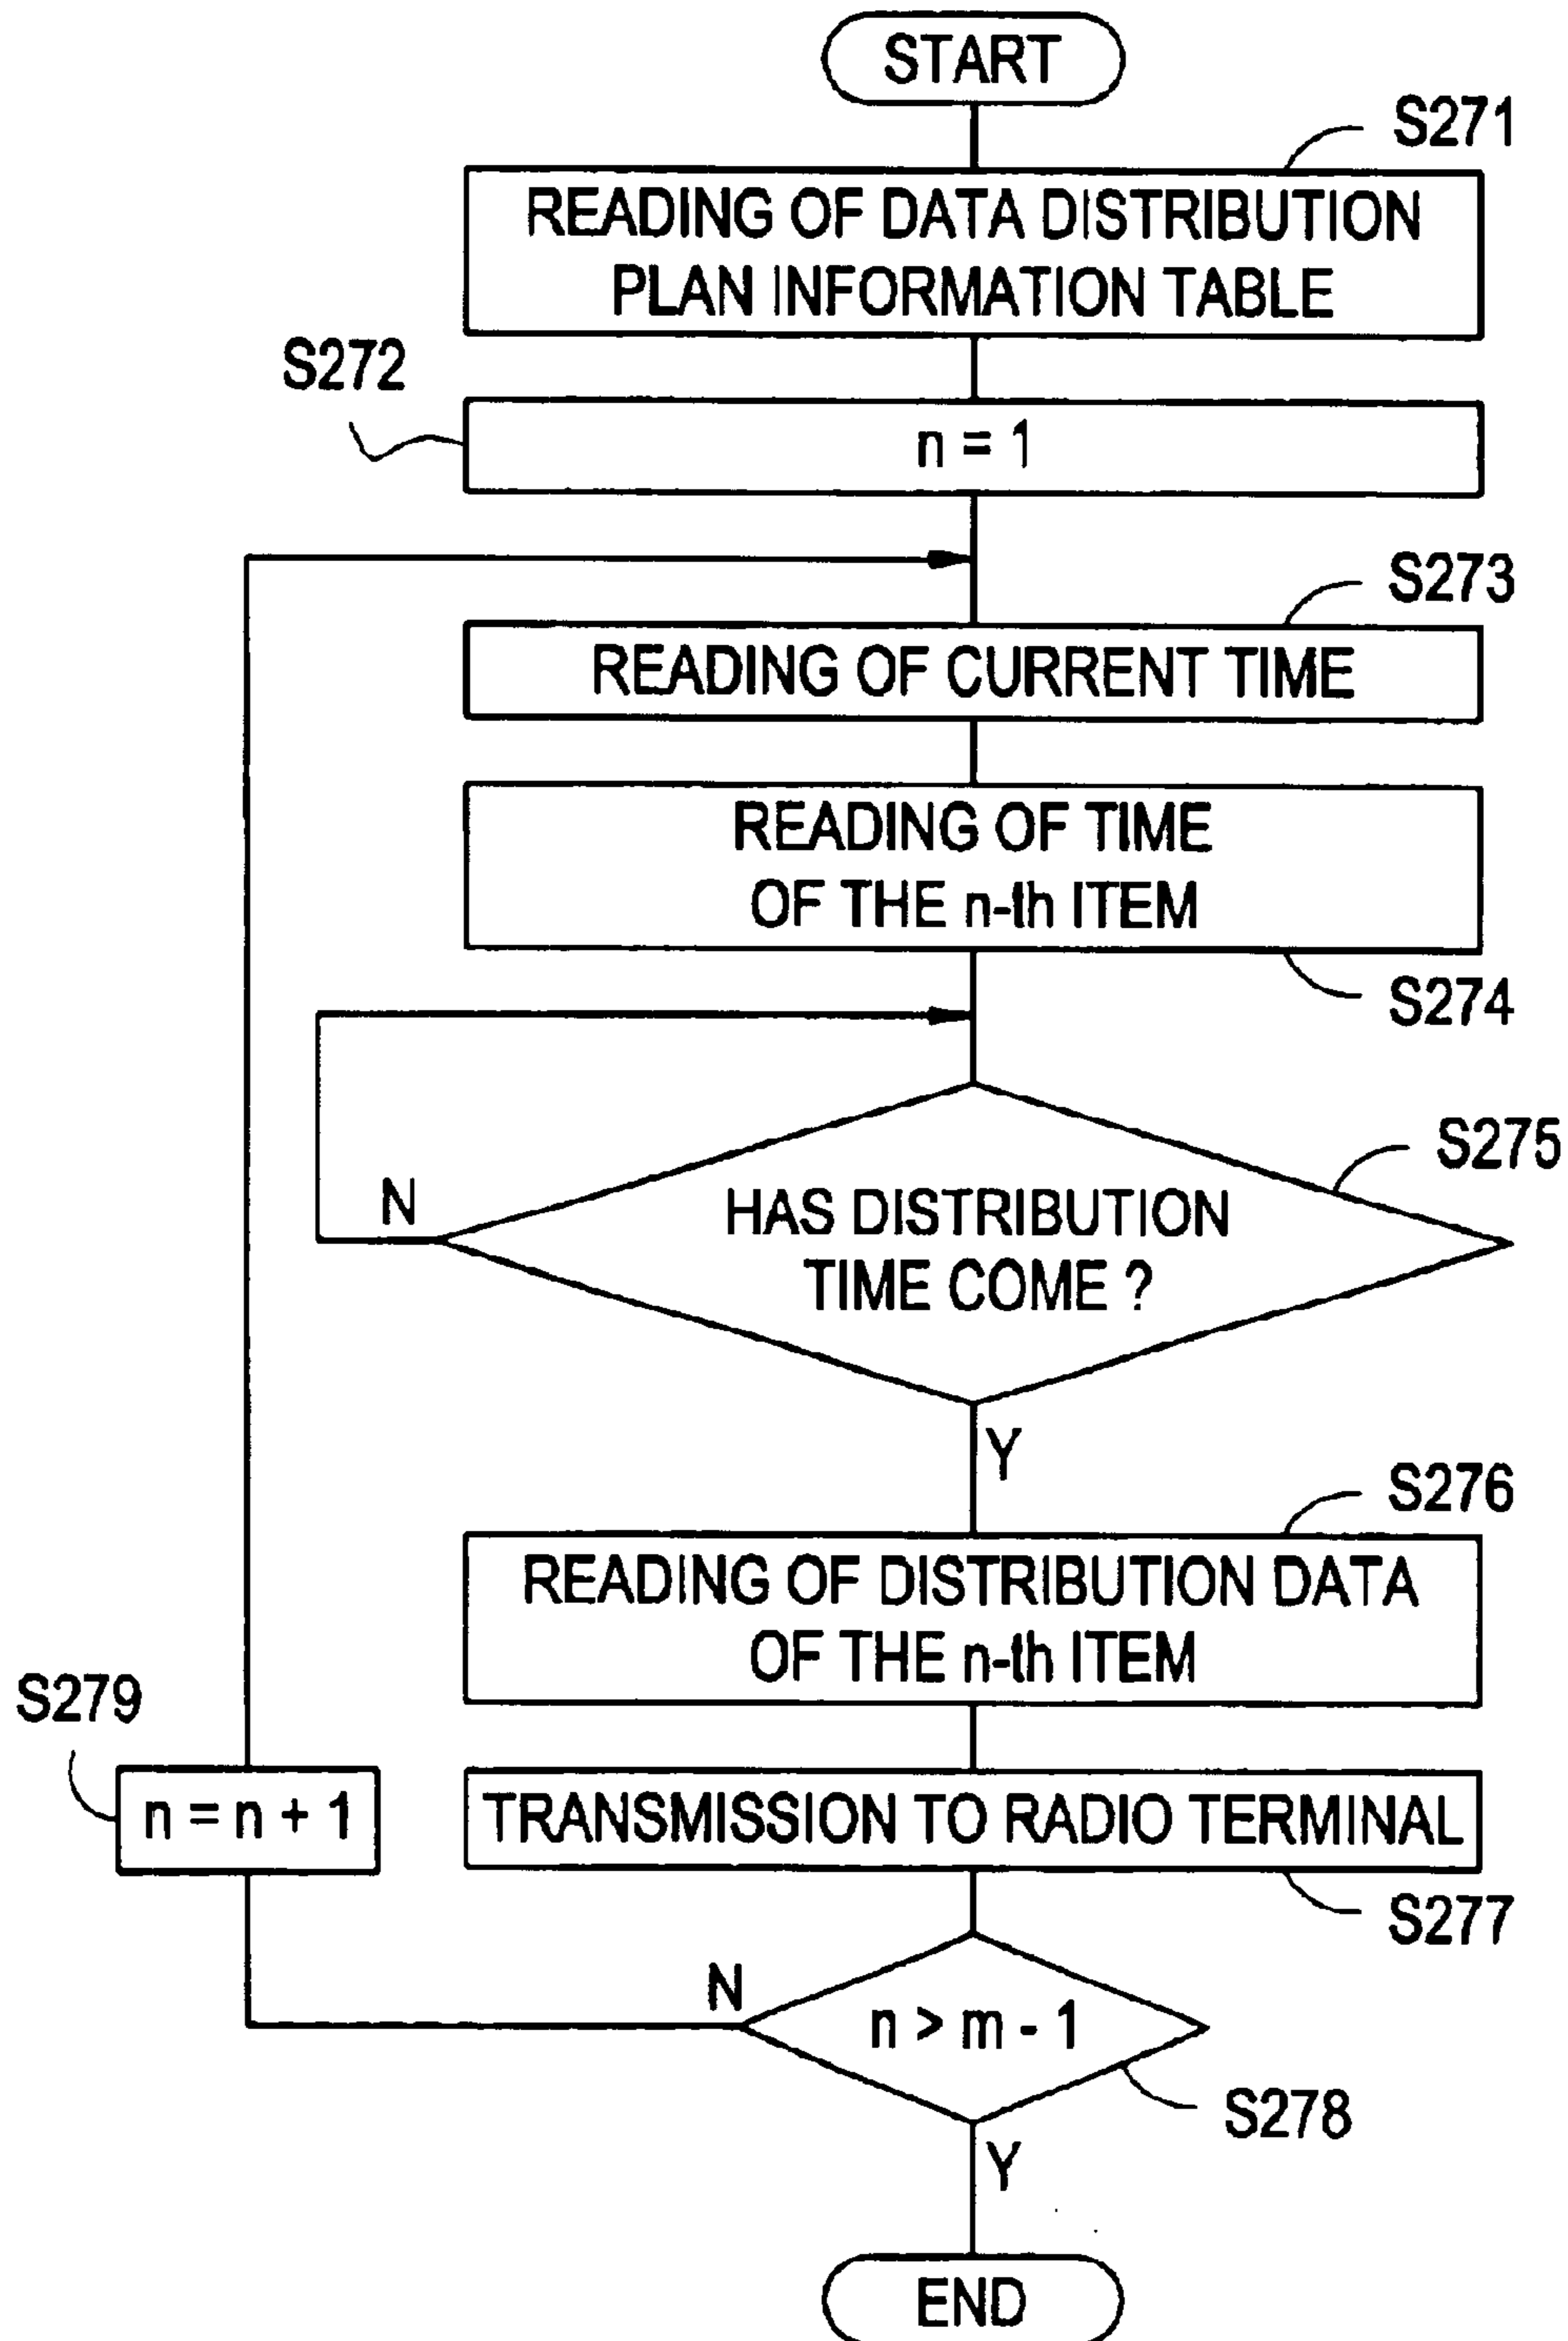 START
S271
READING OF DATA DISTRIBUTION
PLAN INFORMATION TABLE
S272
n = 1
S273
READING OF CURRENT TIME
READING OF TIME
OF THE n-th ITEM
S274
S275
N
HAS DISTRIBUTION
TIME COME ?
Y
S276
READING OF DISTRIBUTION DATA
OF THE n-th ITEM
S279
n = n + 1
TRANSMISSION TO RADIO TERMINAL
S277
N
n > m - 1
S278
Y
END